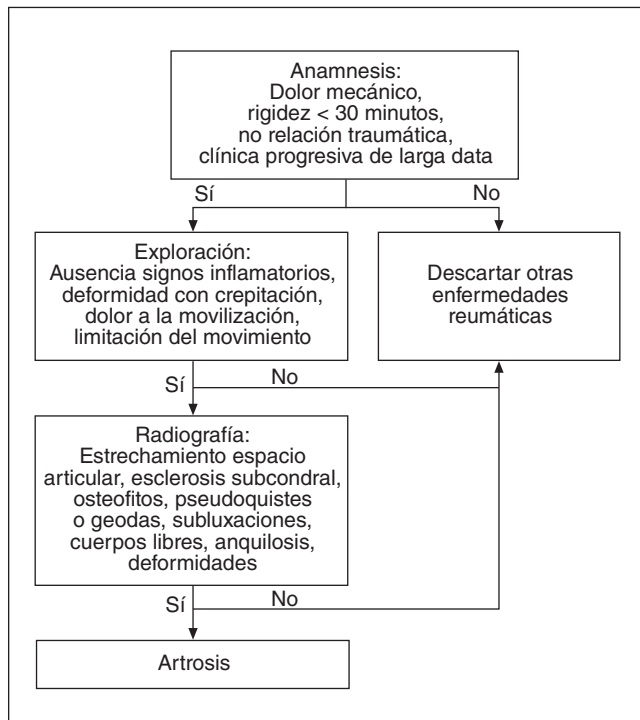 Anamnesis:
Dolor mecánico,
rigidez < 30 minutos,
no relación traumática,
clínica progresiva de larga data
Sí
No
Exploración:
Ausencia signos inflamatorios,
deformidad con crepitación,
dolor a la movilización,
limitación del movimiento
Descartar otras
enfermedades
reumáticas
Sí
No
Radiografía:
Estrechamiento espacio
articular, esclerosis subcondral,
osteofitos, pseudoquistes
o geodas, subluxaciones,
cuerpos libres, anquilosis,
deformidades
Sí
No
Artrosis